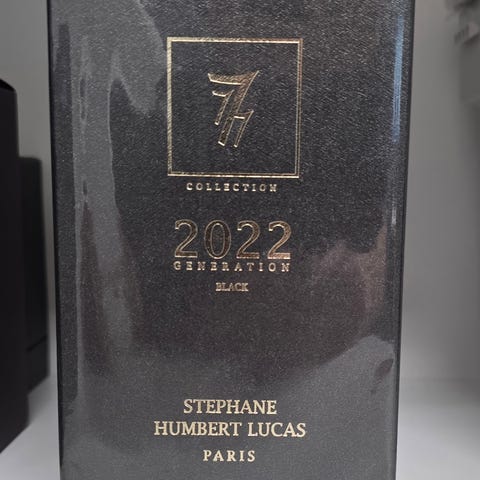 777
COLLECTION
2022
GENERATION
BLACK
STEPHANE
HUMBERT LUCAS
PARIS